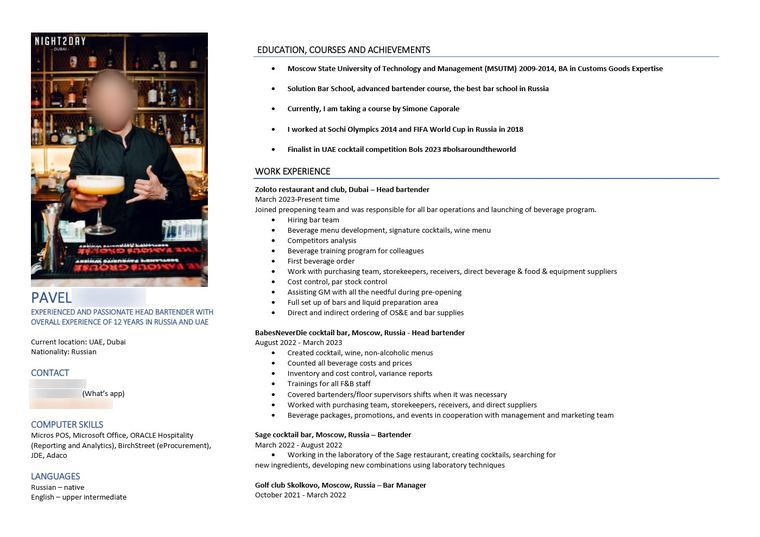 NIGHT2DAY
- DUBAI -
THE FAMOUS GROUSE
PAVEL
EXPERIENCED AND PASSIONATE HEAD BARTENDER WITH
OVERALL EXPERIENCE OF 12 YEARS IN RUSSIA AND UAE
Current location: UAE, Dubai
Nationality: Russian
CONTACT
(What's app)
COMPUTER SKILLS
Micros POS, Microsoft Office, ORACLE Hospitality
(Reporting and Analytics), BirchStreet (eProcurement),
JDE, Adaco
LANGUAGES
Russian – native
English – upper intermediate
EDUCATION, COURSES AND ACHIEVEMENTS
• Moscow State University of Technology and Management (MSUTM) 2009-2014, BA in Customs Goods Expertise
• Solution Bar School, advanced bartender course, the best bar school in Russia
• Currently, I am taking a course by Simone Caporale
• I worked at Sochi Olympics 2014 and FIFA World Cup in Russia in 2018
• Finalist in UAE cocktail competition Bols 2023 #bolsaroundtheworld
WORK EXPERIENCE
Zoloto restaurant and club, Dubai – Head bartender
March 2023-Present time
Joined preopening team and was responsible for all bar operations and launching of beverage program.
• Hiring bar team
• Beverage menu development, signature cocktails, wine menu
• Competitors analysis
• Beverage training program for colleagues
• First beverage order
• Work with purchasing team, storekeepers, receivers, direct beverage & food & equipment suppliers
• Cost control, par stock control
• Assisting GM with all the needful during pre-opening
• Full set up of bars and liquid preparation area
• Direct and indirect ordering of OS&E and bar supplies
BabesNeverDie cocktail bar, Moscow, Russia - Head bartender
August 2022 - March 2023
• Created cocktail, wine, non-alcoholic menus
• Counted all beverage costs and prices
• Inventory and cost control, variance reports
• Trainings for all F&B staff
• Covered bartenders/floor supervisors shifts when it was necessary
• Worked with purchasing team, storekeepers, receivers, and direct suppliers
• Beverage packages, promotions, and events in cooperation with management and marketing team
Sage cocktail bar, Moscow, Russia – Bartender
March 2022 - August 2022
• Working in the laboratory of the Sage restaurant, creating cocktails, searching for
new ingredients, developing new combinations using laboratory techniques
Golf club Skolkovo, Moscow, Russia – Bar Manager
October 2021 - March 2022